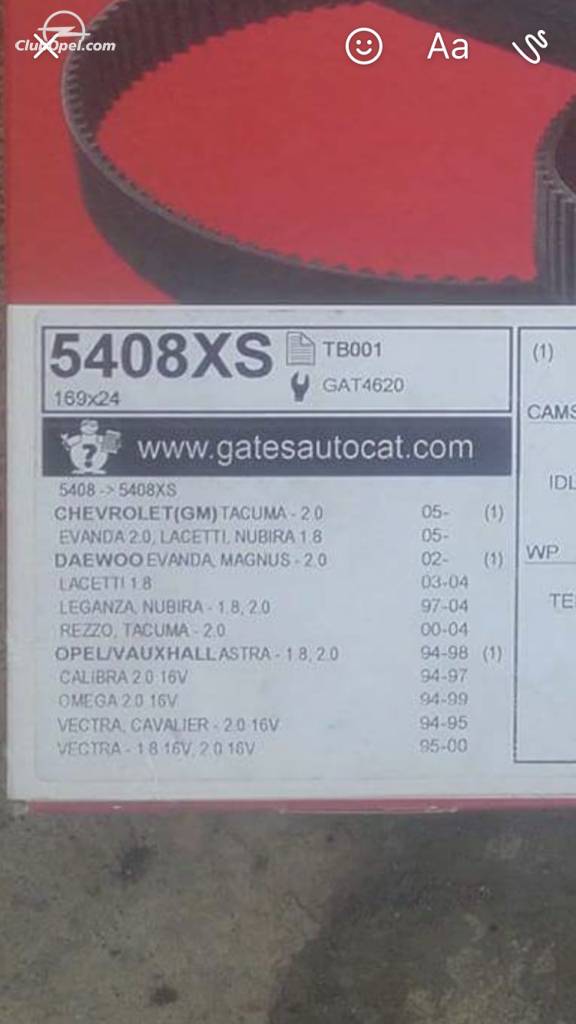 ClubOpel.com
Aa
5408XS
TB001
169x24
GAT4620
?
www.gatesautocat.com
5408 -> 5408XS
CHEVROLET(GM) TACUMA - 2.0 05- (1)
EVANDA 2.0, LACETTI, NUBIRA 1.8 05-
DAEWOO EVANDA, MAGNUS - 2.0 02- (1)
LACETTI 1.8 03-04
LEGANZA, NUBIRA - 1.8, 2.0 97-04
REZZO, TACUMA - 2.0 00-04
OPEL/VAUXHALL ASTRA - 1.8, 2.0 94-98 (1)
CALIBRA 2.0 16V 94-97
OMEGA 2.0 16V 94-99
VECTRA, CAVALIER - 2.0 16V 94-95
VECTRA - 1.8 16V, 2.0 16V 95-00
(1)
CAMS
IDL
WP
TE